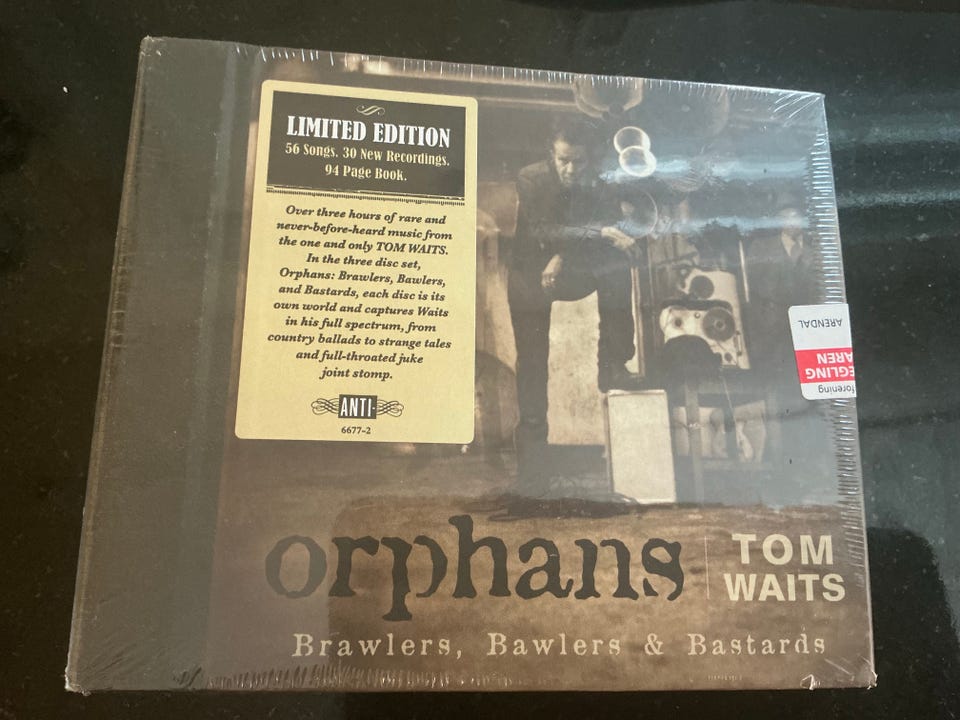 LIMITED EDITION
56 Songs. 30 New Recordings.
94 Page Book.
Over three hours of rare and
never-before-heard music from
the one and only TOM WAITS.
In the three disc set,
Orphans: Brawlers, Bawlers,
and Bastards, each disc is its
own world and captures Waits
in his full spectrum, from
country ballads to strange tales
and full-throated juke
joint stomp.
ANTI-
6677-2
forening
EGLING
AREN
ARENDAL
orphans
TOM
WAITS
Brawlers, Bawlers & Bastards